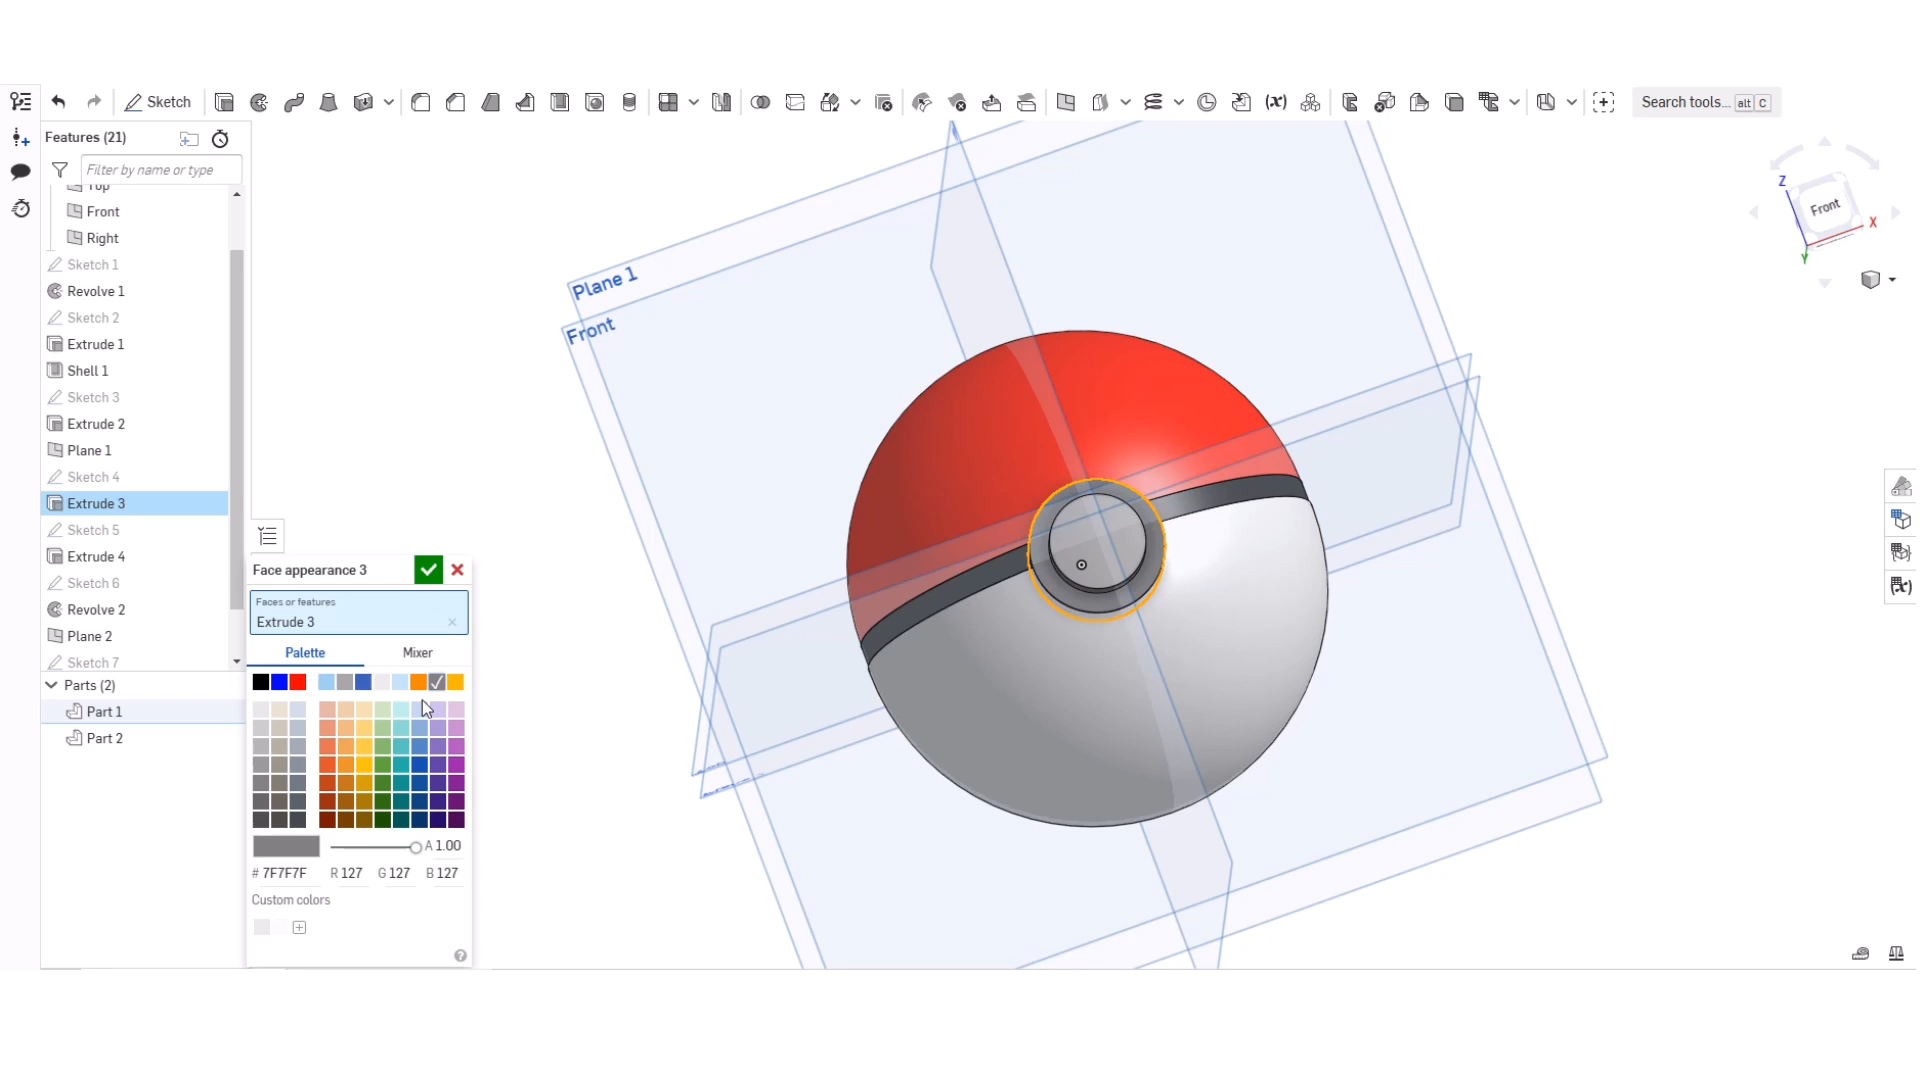 Sketch
Search tools... alt C
Features (21)
Filter by name or type
Top
Front
Right
Sketch 1
Revolve 1
Sketch 2
Extrude 1
Shell 1
Sketch 3
Extrude 2
Plane 1
Sketch 4
Extrude 3
Sketch 5
Extrude 4
Sketch 6
Revolve 2
Plane 2
Sketch 7
Parts (2)
Part 1
Part 2
Face appearance 3
Faces or features
Extrude 3
Palette Mixer
A 1.00
# 7F7F7F R 127 G 127 B 127
Custom colors
Plane 1
Front
Z
Front
X
Y
(x)
(x)